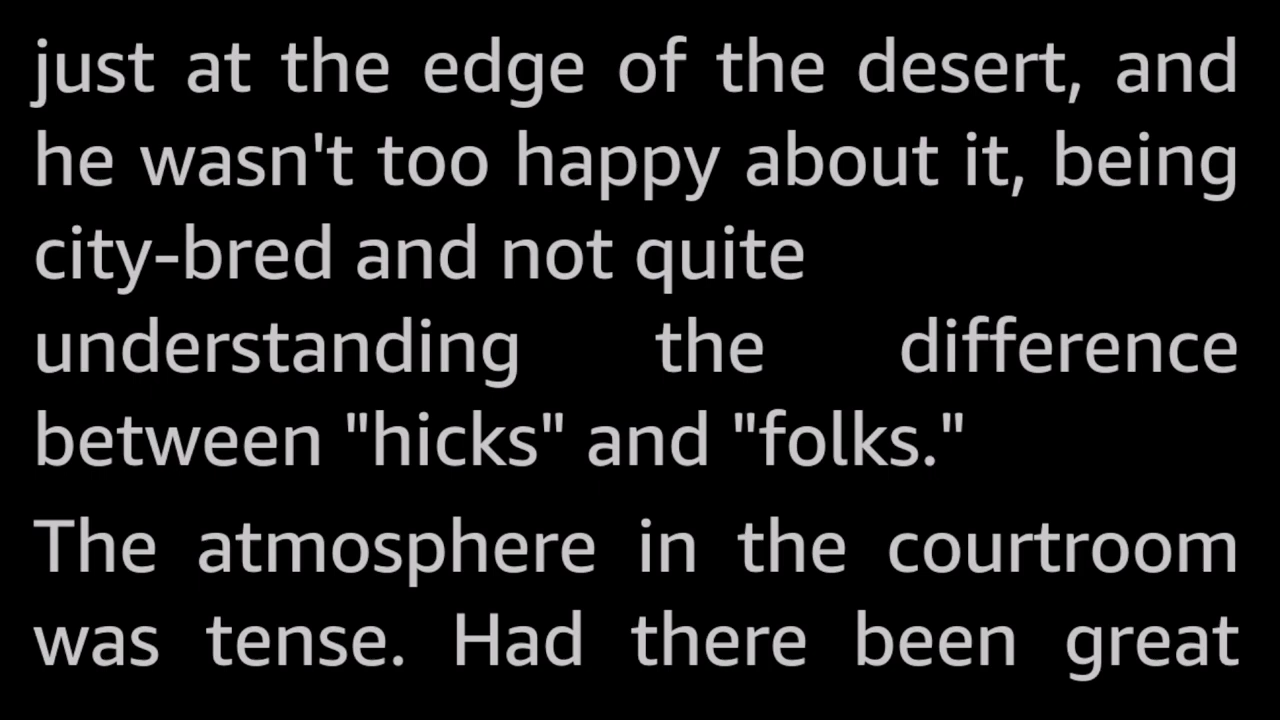 just at the edge of the desert, and
he wasn't too happy about it, being
city-bred and not quite
understanding the difference
between "hicks" and "folks."
The atmosphere in the courtroom
was tense. Had there been great